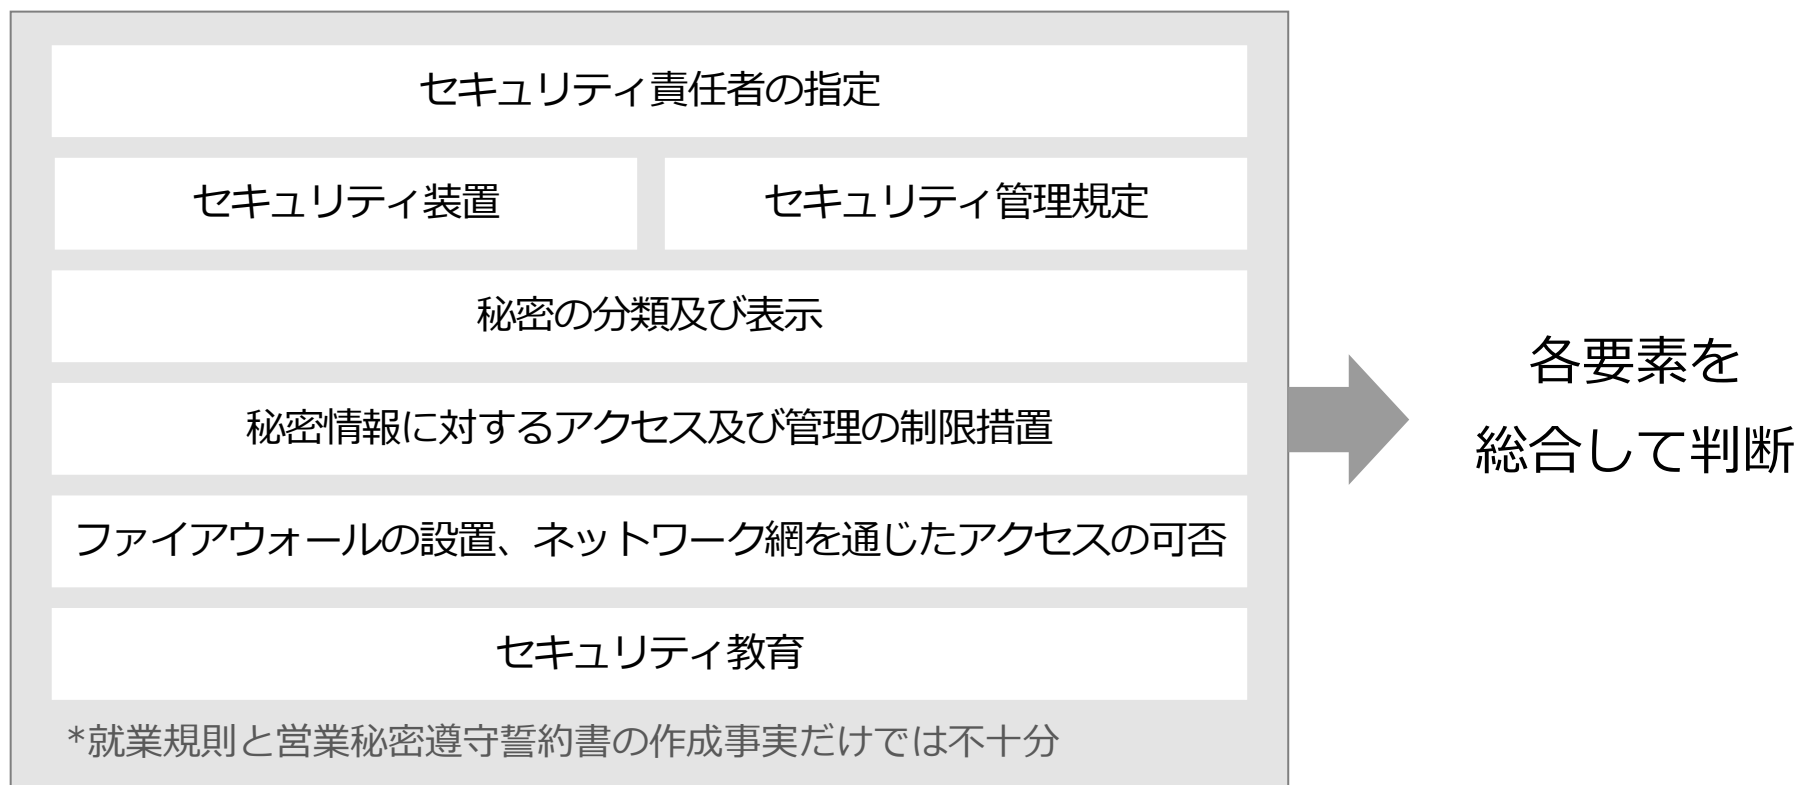 セキュリティ責任者の指定
セキュリティ装置
セキュリティ管理規定
秘密の分類及び表示
秘密情報に対するアクセス及び管理の制限措置
ファイアウォールの設置、ネットワーク網を通じたアクセスの可否
セキュリティ教育
*就業規則と営業秘密遵守誓約書の作成事実だけでは不十分
各要素を
総合して判断